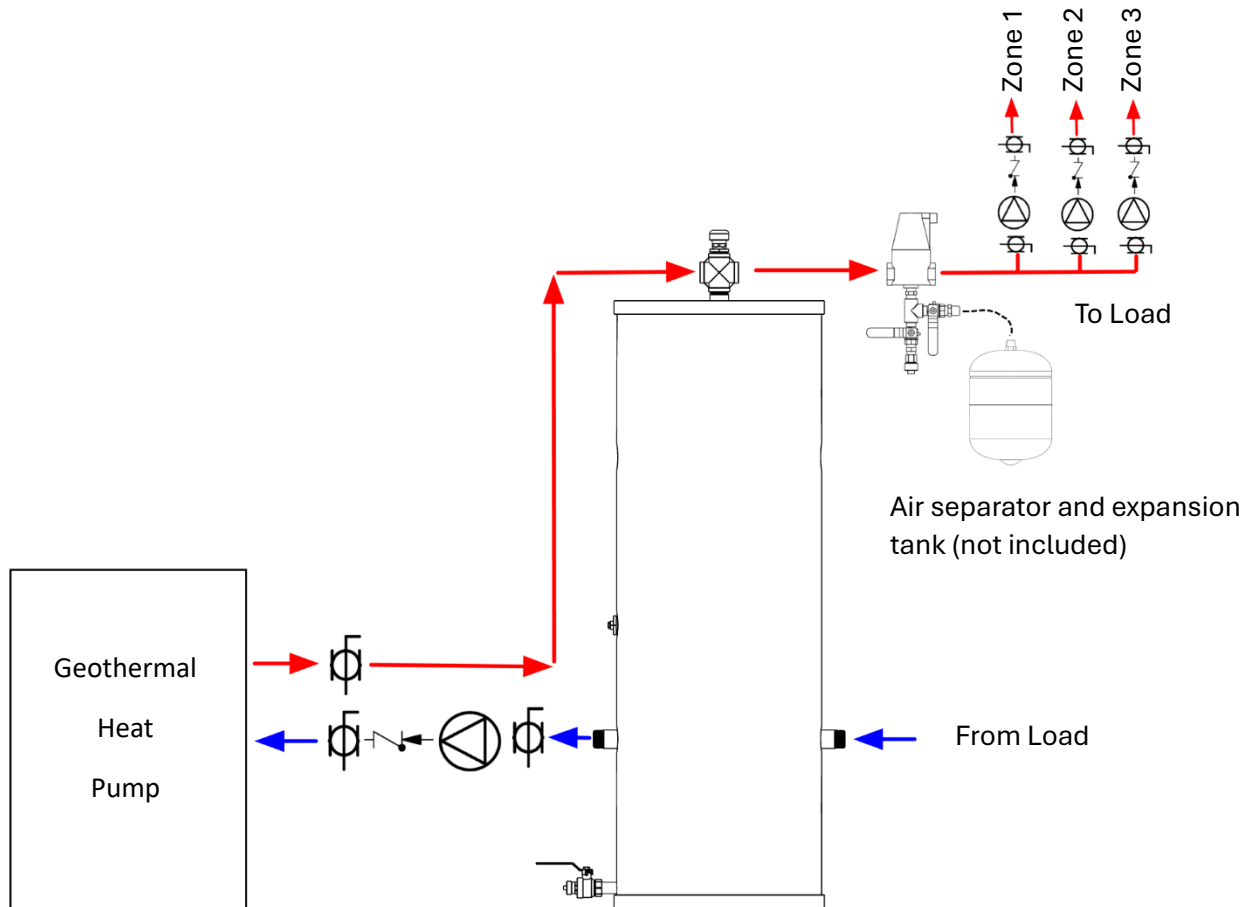 Zone 1
Zone 2
Zone 3
To Load
Air separator and expansion
tank (not included)
Geothermal
Heat
Pump
From Load